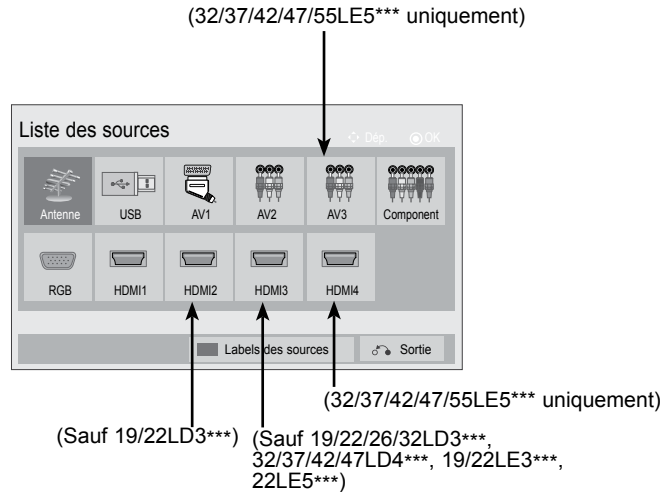 (32/37/42/47/55LE5*** uniquement)
Liste des sources
Dép. OK
Antenne USB AV1 AV2 AV3 Component
RGB HDMI1 HDMI2 HDMI3 HDMI4
Labels des sources Sortie
(32/37/42/47/55LE5*** uniquement)
(Sauf 19/22LD3***)
(Sauf 19/22/26/32LD3***,
32/37/42/47LD4***, 19/22LE3***,
22LE5***)